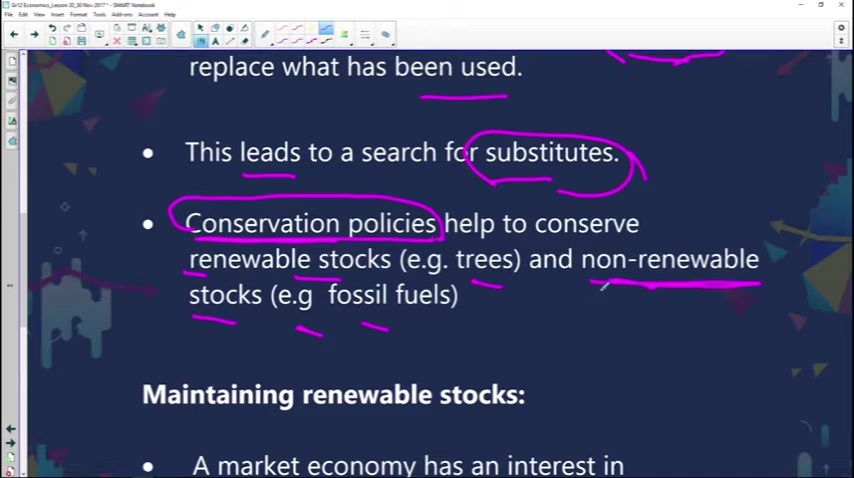 Gr12 Economics_Lesson 30_30 Nov-2017 * - SMART Notebook
File Edit View Insert Format Tools Add-ons Draw Account Help
replace what has been used.
• This leads to a search for substitutes.
• Conservation policies help to conserve
renewable stocks (e.g. trees) and non-renewable
stocks (e.g fossil fuels)
Maintaining renewable stocks:
• A market economy has an interest in